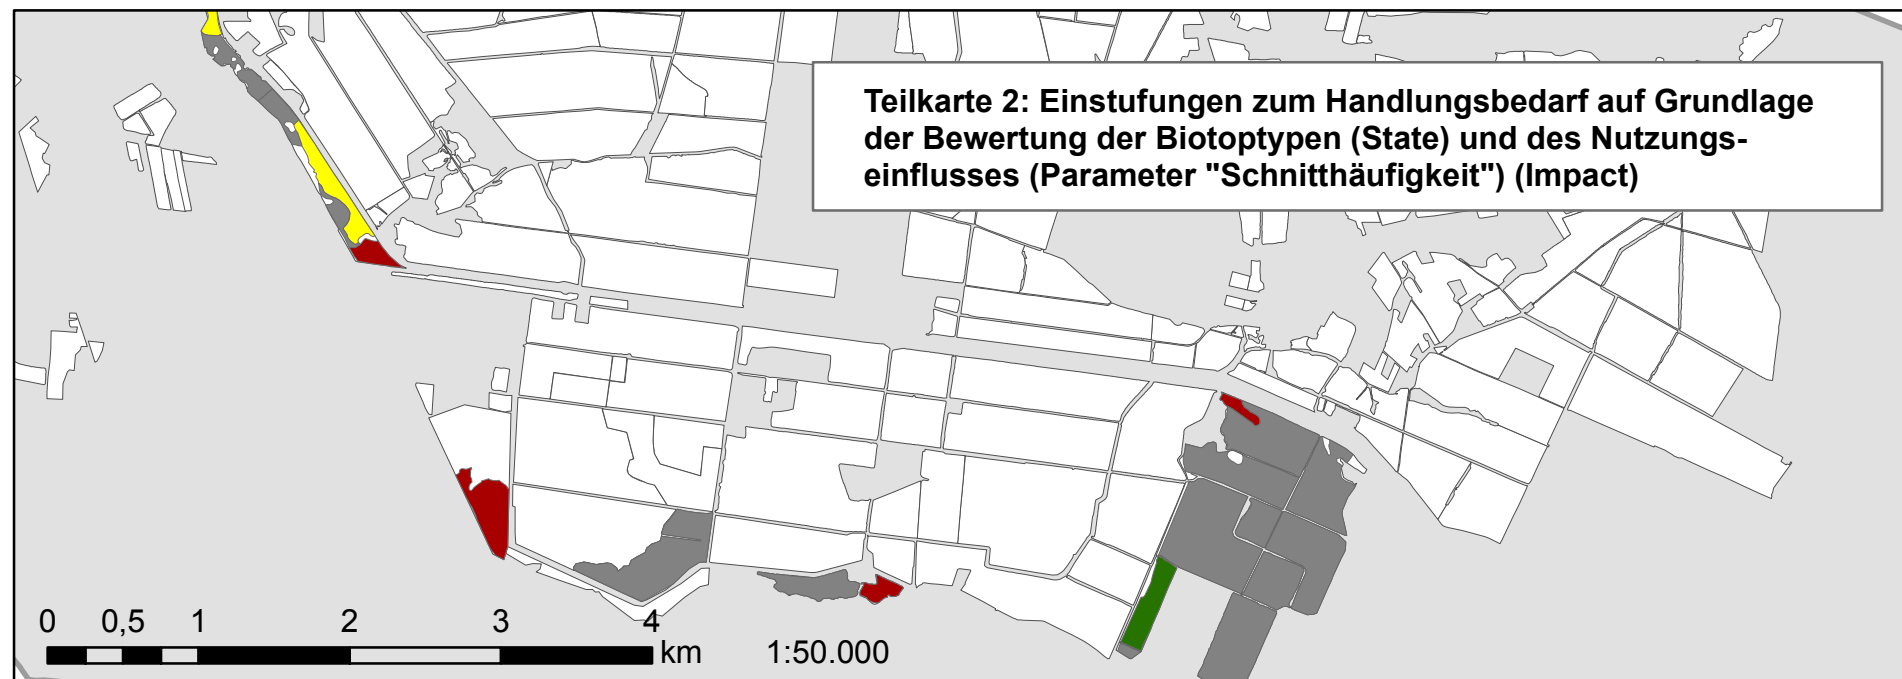 Teilkarte 2: Einstufungen zum Handlungsbedarf auf Grundlage
der Bewertung der Biotoptypen (State) und des Nutzungs-
einflusses (Parameter "Schnitthäufigkeit") (Impact)
0 0,5 1 2 3 4
km 1:50.000